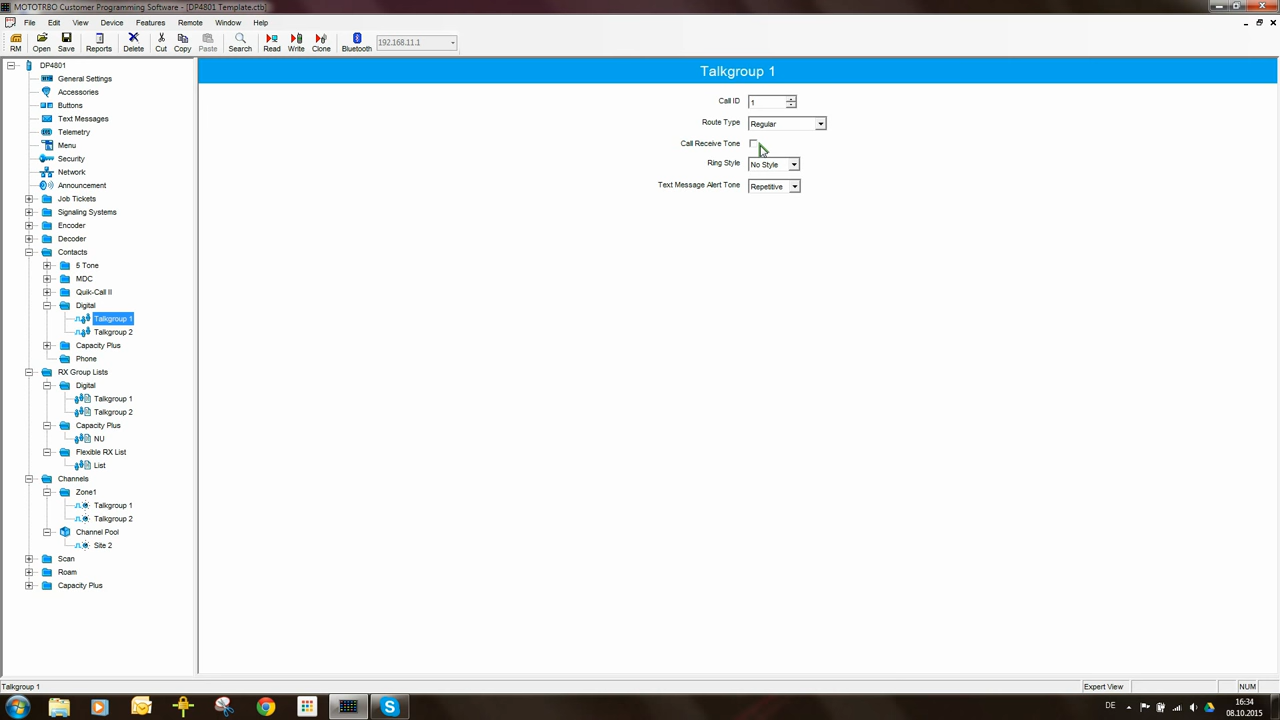 MOTOTRBO Customer Programming Software - [DP4801 Template.ctb]
File Edit View Device Features Remote Window Help
RM Open Save Reports Delete Cut Copy Paste Search Read Write Clone Bluetooth 192.168.11.1
DP4801
General Settings
Accessories
Buttons
Text Messages
Telemetry
Menu
Security
Network
Announcement
Job Tickets
Signaling Systems
Encoder
Decoder
Contacts
5 Tone
MDC
Quik-Call II
Digital
Talkgroup 1
Talkgroup 2
Capacity Plus
Phone
RX Group Lists
Digital
Talkgroup 1
Talkgroup 2
Capacity Plus
NU
Flexible RX List
List
Channels
Zone1
Talkgroup 1
Talkgroup 2
Channel Pool
Site 2
Scan
Roam
Capacity Plus
Talkgroup 1
Call ID 1
Route Type Regular
Call Receive Tone
Ring Style No Style
Text Message Alert Tone Repetitive
Talkgroup 1 Expert View NUM
DE 16:34
08.10.2015